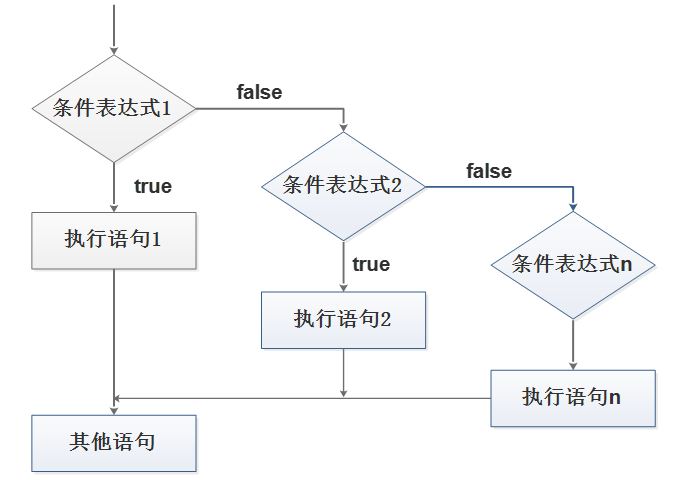 条件表达式1
false
条件表达式2
false
true
执行语句1
条件表达式n
true
执行语句2
执行语句n
其他语句